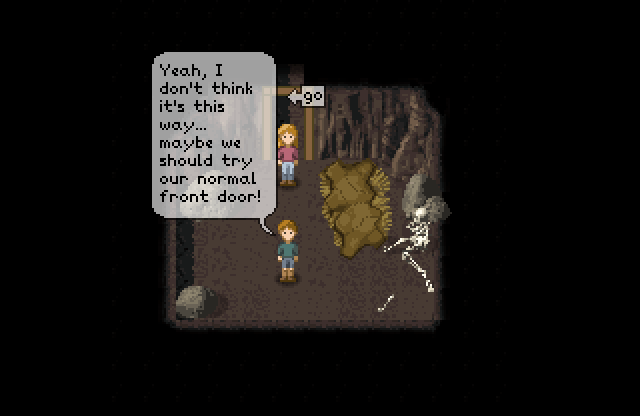 Yeah, I
don't think
it's this
way...
maybe we
should try
our normal
front door!
go